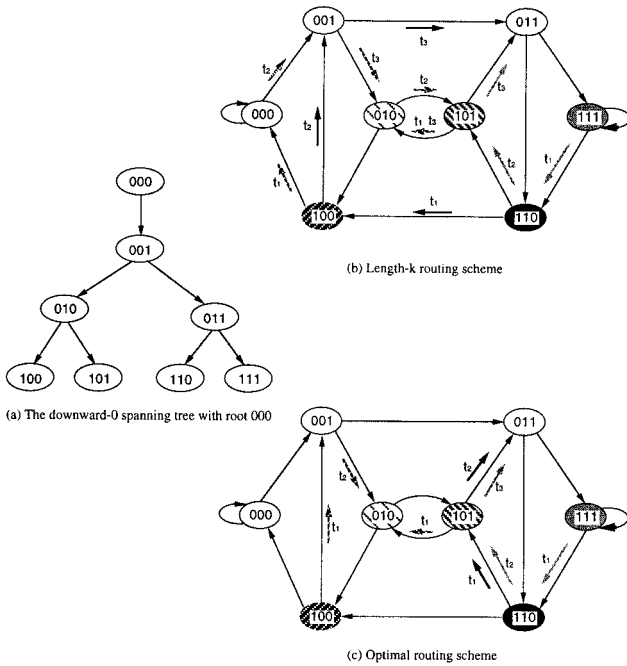 001
011
t₃
t₂
t₃
t₂
t₃
000
010
101
111
t₂
t₁ t₃
t₂
t₁
t₁
t₁
100
110
(b) Length-k routing scheme
000
001
010
011
100
101
110
111
(a) The downward-0 spanning tree with root 000
001
011
t₂
t₂
t₃
000
010
101
111
t₁
t₁
t₂
t₁
t₁
100
110
(c) Optimal routing scheme